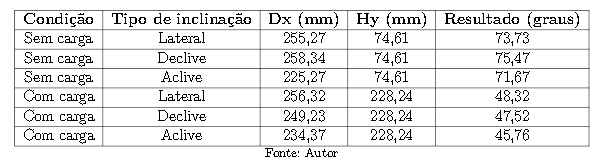 Condição Tipo de inclinação Dx (mm) Hy (mm) Resultado (graus)
Sem carga Lateral 255,27 74,61 73,73
Sem carga Declive 258,34 74,61 75,47
Sem carga Aclive 225,27 74,61 71,67
Com carga Lateral 256,32 228,24 48,32
Com carga Declive 249,23 228,24 47,52
Com carga Aclive 234,37 228,24 45,76
Fonte: Autor